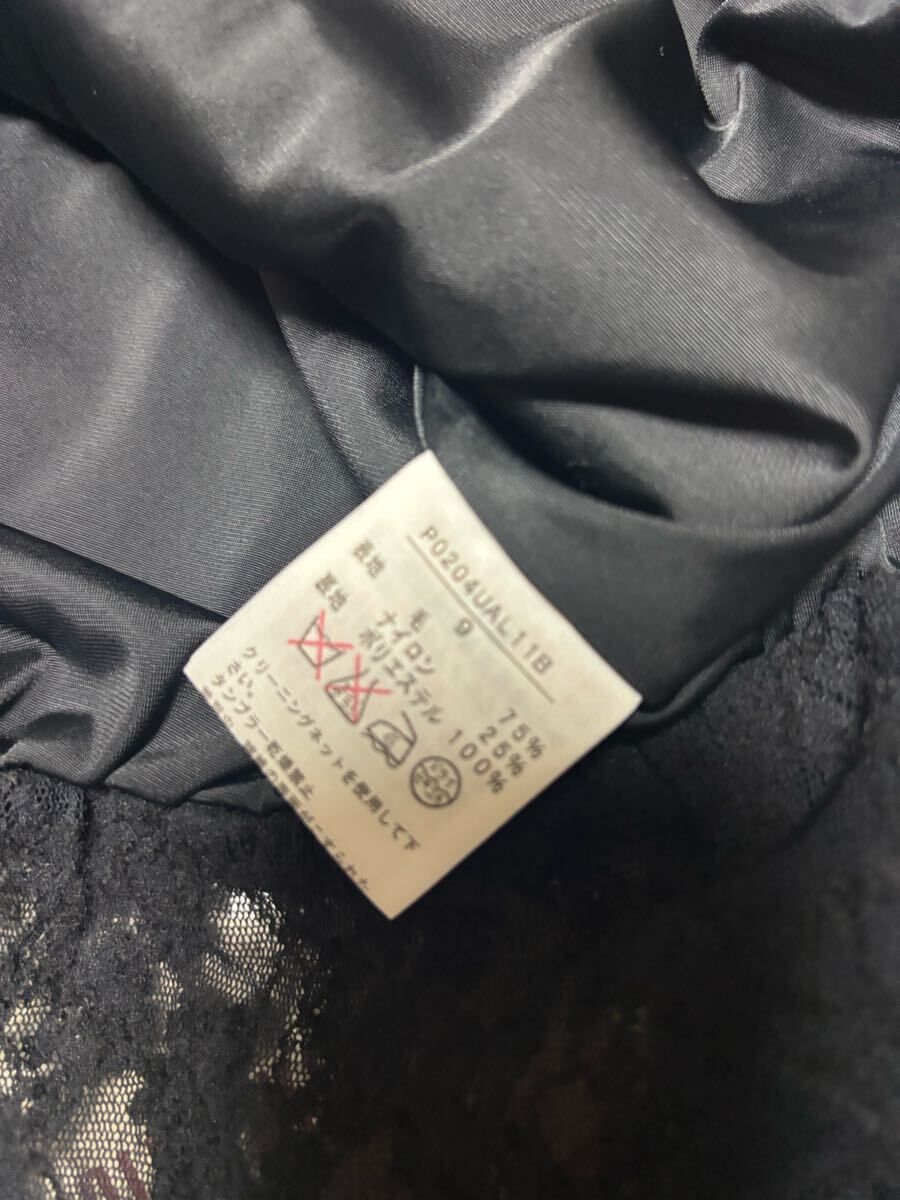 P0204UAL11B
9
表地 毛 75%
ナイロン 25%
裏地 ポリエステル 100%
クリーニングネットを使用して下
さい。
タンブラー乾燥禁止